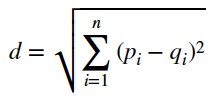 d = √(∑_{i=1}^{n} (p_i − q_i)²)